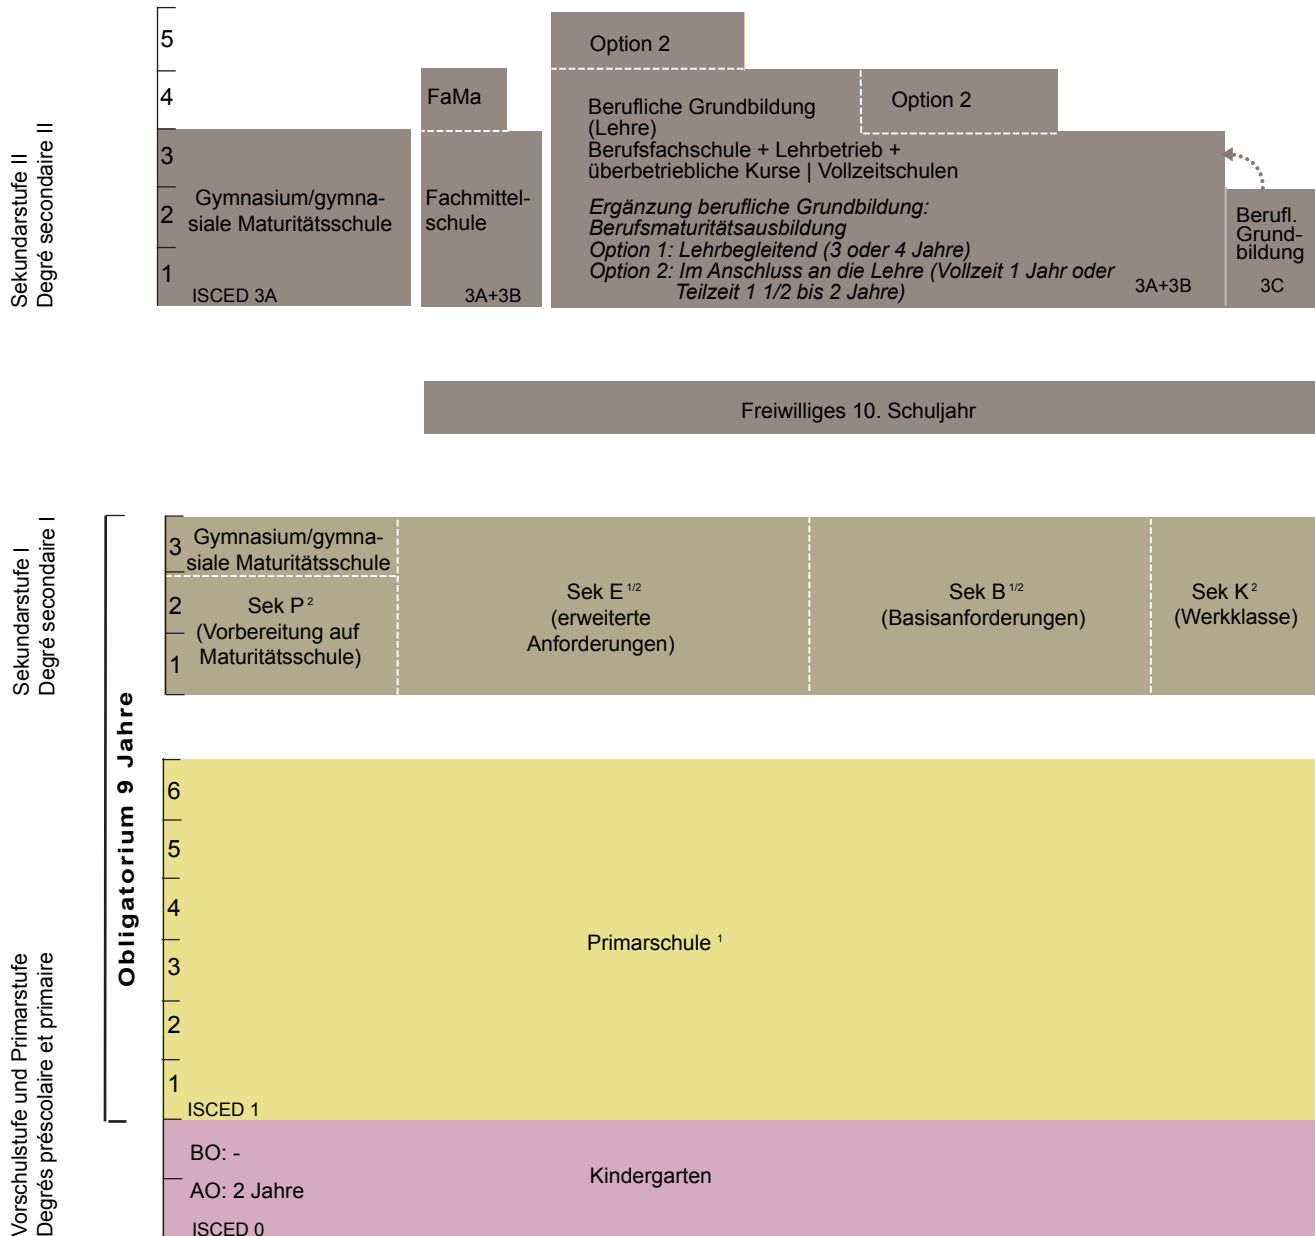 Sekundarstufe II
Degré secondaire II
5
4
3
2
1
Gymnasium/gymna-
siale Maturitätsschule
ISCED 3A
FaMa
Fachmittel-
schule
3A+3B
Option 2
Option 2
Berufliche Grundbildung
(Lehre)
Berufsfachschule + Lehrbetrieb +
überbetriebliche Kurse | Vollzeitschulen
Ergänzung berufliche Grundbildung:
Berufsmaturitätsausbildung
Option 1: Lehrbegleitend (3 oder 4 Jahre)
Option 2: Im Anschluss an die Lehre (Vollzeit 1 Jahr oder
Teilzeit 1 1/2 bis 2 Jahre)
3A+3B
Berufl.
Grund-
bildung
3C
Freiwilliges 10. Schuljahr
Sekundarstufe I
Degré secondaire I
Obligatorium 9 Jahre
3
2
1
Gymnasium/gymna-
siale Maturitätsschule
Sek P ²
(Vorbereitung auf
Maturitätsschule)
Sek E ¹/²
(erweiterte
Anforderungen)
Sek B ¹/²
(Basisanforderungen)
Sek K ²
(Werkklasse)
Vorschulstufe und Primarstufe
Degrés préscolaire et primaire
6
5
4
3
2
1
Primarschule ¹
ISCED 1
BO: -
AO: 2 Jahre
Kindergarten
ISCED 0